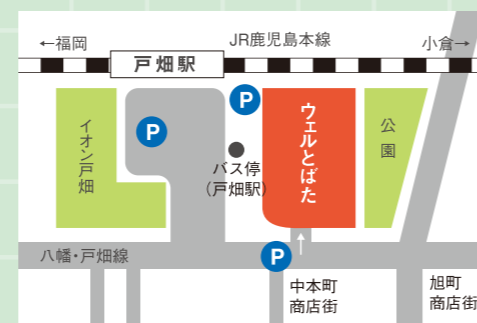 ←福岡
JR鹿児島本線
小倉→
戸畑駅
P
P
イオン戸畑
ウェルとばた
公園
バス停
(戸畑駅)
八幡・戸畑線
P
中本町
商店街
旭町
商店街